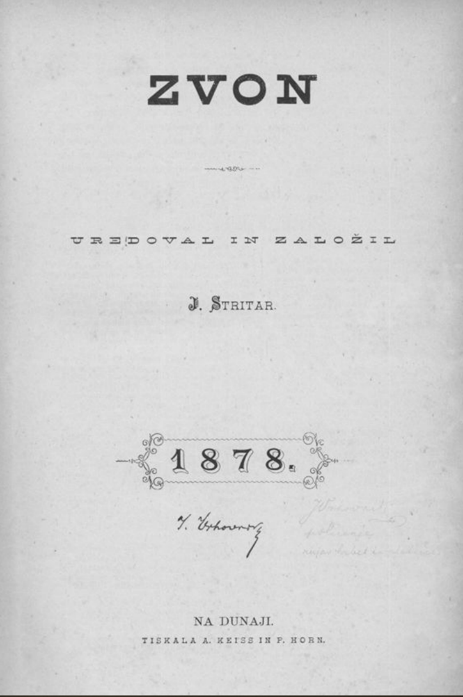 ZVON
UREDOVAL IN ZALOŽIL
J. STRITAR.
1878.
NA DUNAJI.
TISKALA A. KEISS IN P. HORN.